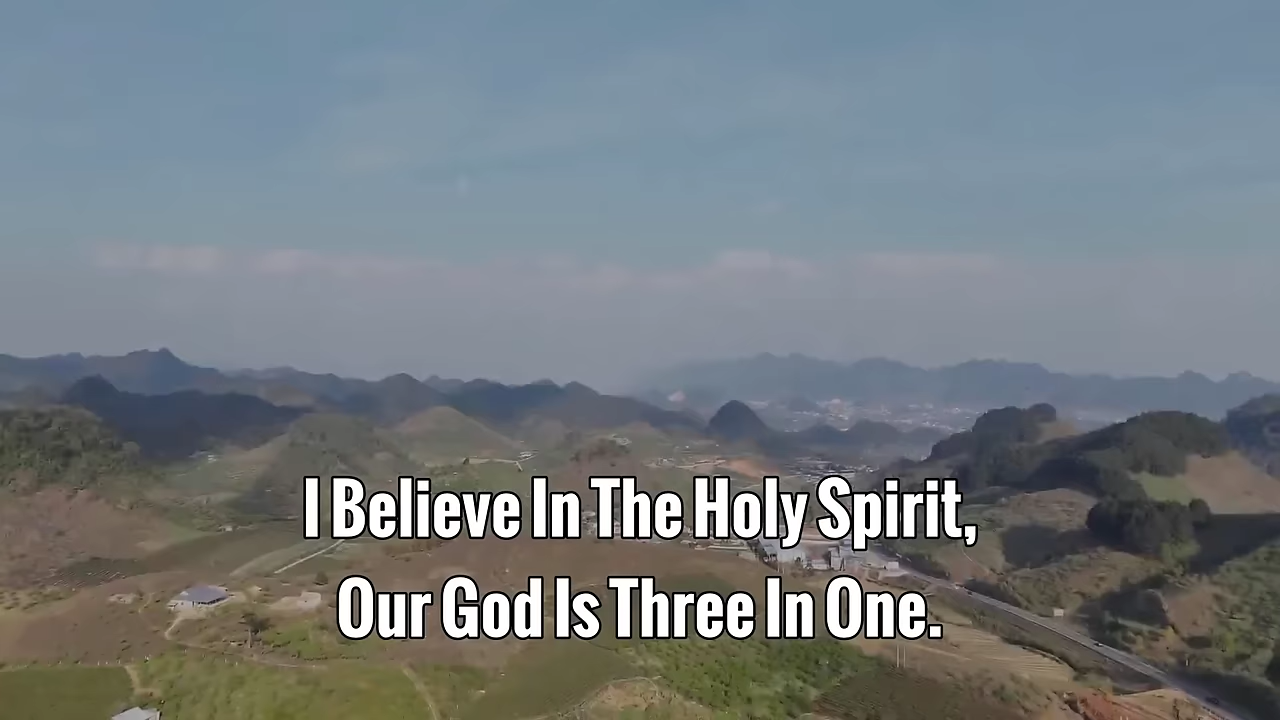 I Believe In The Holy Spirit,
Our God Is Three In One.